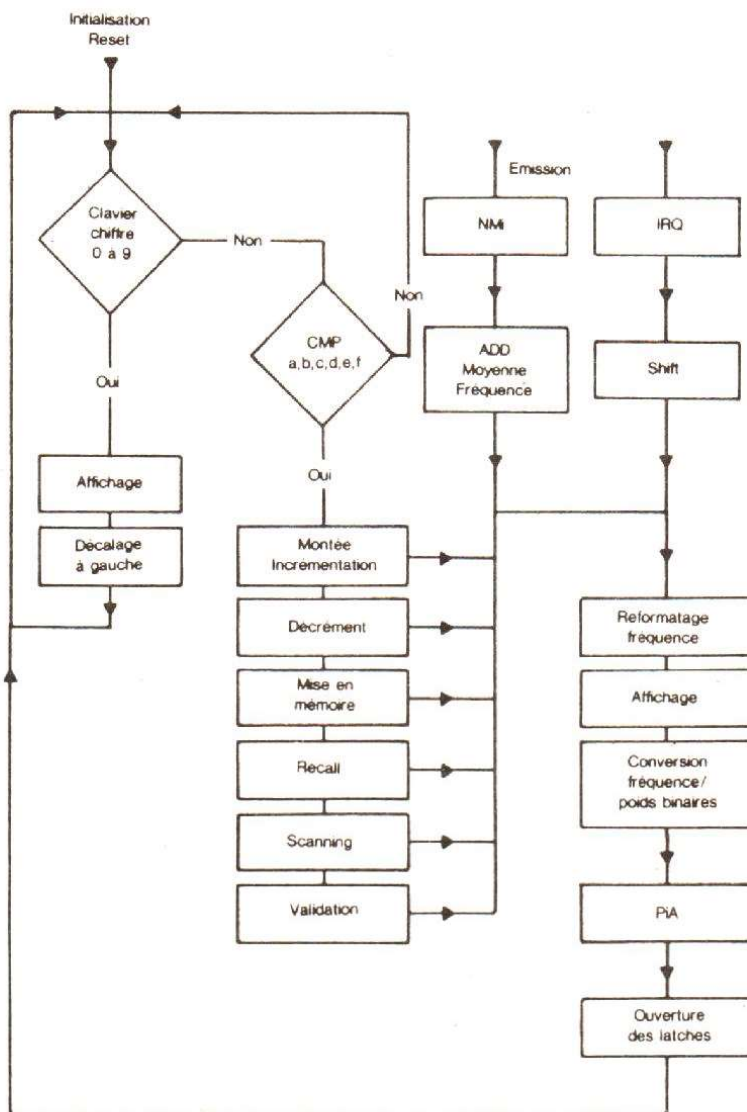 Initialisation
Reset
Clavier
chiffre
0 à 9
Non
Oui
Affichage
Décalage
à gauche
CMP
a,b,c,d,e,f
Non
Oui
Montée
Incrémentation
Décrément
Mise en
mémoire
Recall
Scanning
Validation
Emission
NMi
ADD
Moyenne
Fréquence
IRQ
Shift
Reformatage
fréquence
Affichage
Conversion
fréquence/
poids binaires
PiA
Ouverture
des latches